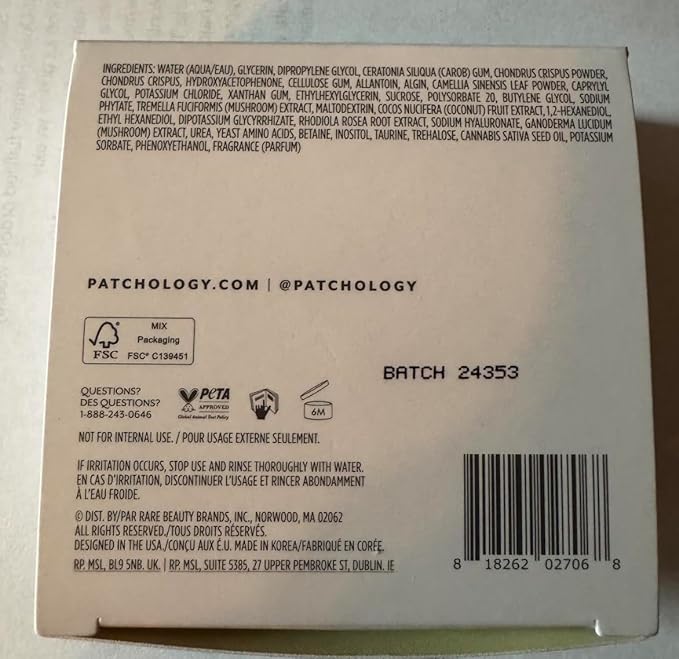 INGREDIENTS: WATER (AQUA/EAU), GLYCERIN, DIPROPYLENE GLYCOL, CERATONIA SILIQUA (CAROB) GUM, CHONDRUS CRISPUS POWDER,
CHONDRUS CRISPUS, HYDROXYACETOPHENONE, CELLULOSE GUM, ALLANTOIN, ALGIN, CAMELLIA SINENSIS LEAF POWDER, CAPRYLYL
GLYCOL, POTASSIUM CHLORIDE, XANTHAN GUM, ETHYLHEXYLGLYCERIN, SUCROSE, POLYSORBATE 20, BUTYLENE GLYCOL, SODIUM
PHYTATE, TREMELLA FUCIFORMIS (MUSHROOM) EXTRACT, MALTODEXTRIN, COCOS NUCIFERA (COCONUT) FRUIT EXTRACT, 1,2-HEXANEDIOL,
ETHYL HEXANEDIOL, DIPOTASSIUM GLYCYRRHIZATE, RHODIOLA ROSEA ROOT EXTRACT, SODIUM HYALURONATE, GANODERMA LUCIDUM
(MUSHROOM) EXTRACT, UREA, YEAST AMINO ACIDS, BETAINE, INOSITOL, TAURINE, TREHALOSE, CANNABIS SATIVA SEED OIL, POTASSIUM
SORBATE, PHENOXYETHANOL, FRAGRANCE (PARFUM)
PATCHOLOGY.COM | @PATCHOLOGY
FSC
MIX
Packaging
FSC® C139451
BATCH 24353
QUESTIONS?
DES QUESTIONS?
1-888-243-0646
PETA
APPROVED
Global Animal Test Policy
6M
NOT FOR INTERNAL USE. / POUR USAGE EXTERNE SEULEMENT.
IF IRRITATION OCCURS, STOP USE AND RINSE THOROUGHLY WITH WATER.
EN CAS D'IRRITATION, DISCONTINUER L'USAGE ET RINCER ABONDAMMENT
À L'EAU FROIDE.
© DIST. BY/PAR RARE BEAUTY BRANDS, INC., NORWOOD, MA 02062
ALL RIGHTS RESERVED./TOUS DROITS RÉSERVÉS.
DESIGNED IN THE USA./CONÇU AUX É.U. MADE IN KOREA/FABRIQUÉ EN CORÉE.
RP. MSL, BL9 5NB. UK. | RP. MSL, SUITE 5385, 27 UPPER PEMBROKE ST, DUBLIN. IE
8 18262 02706 8